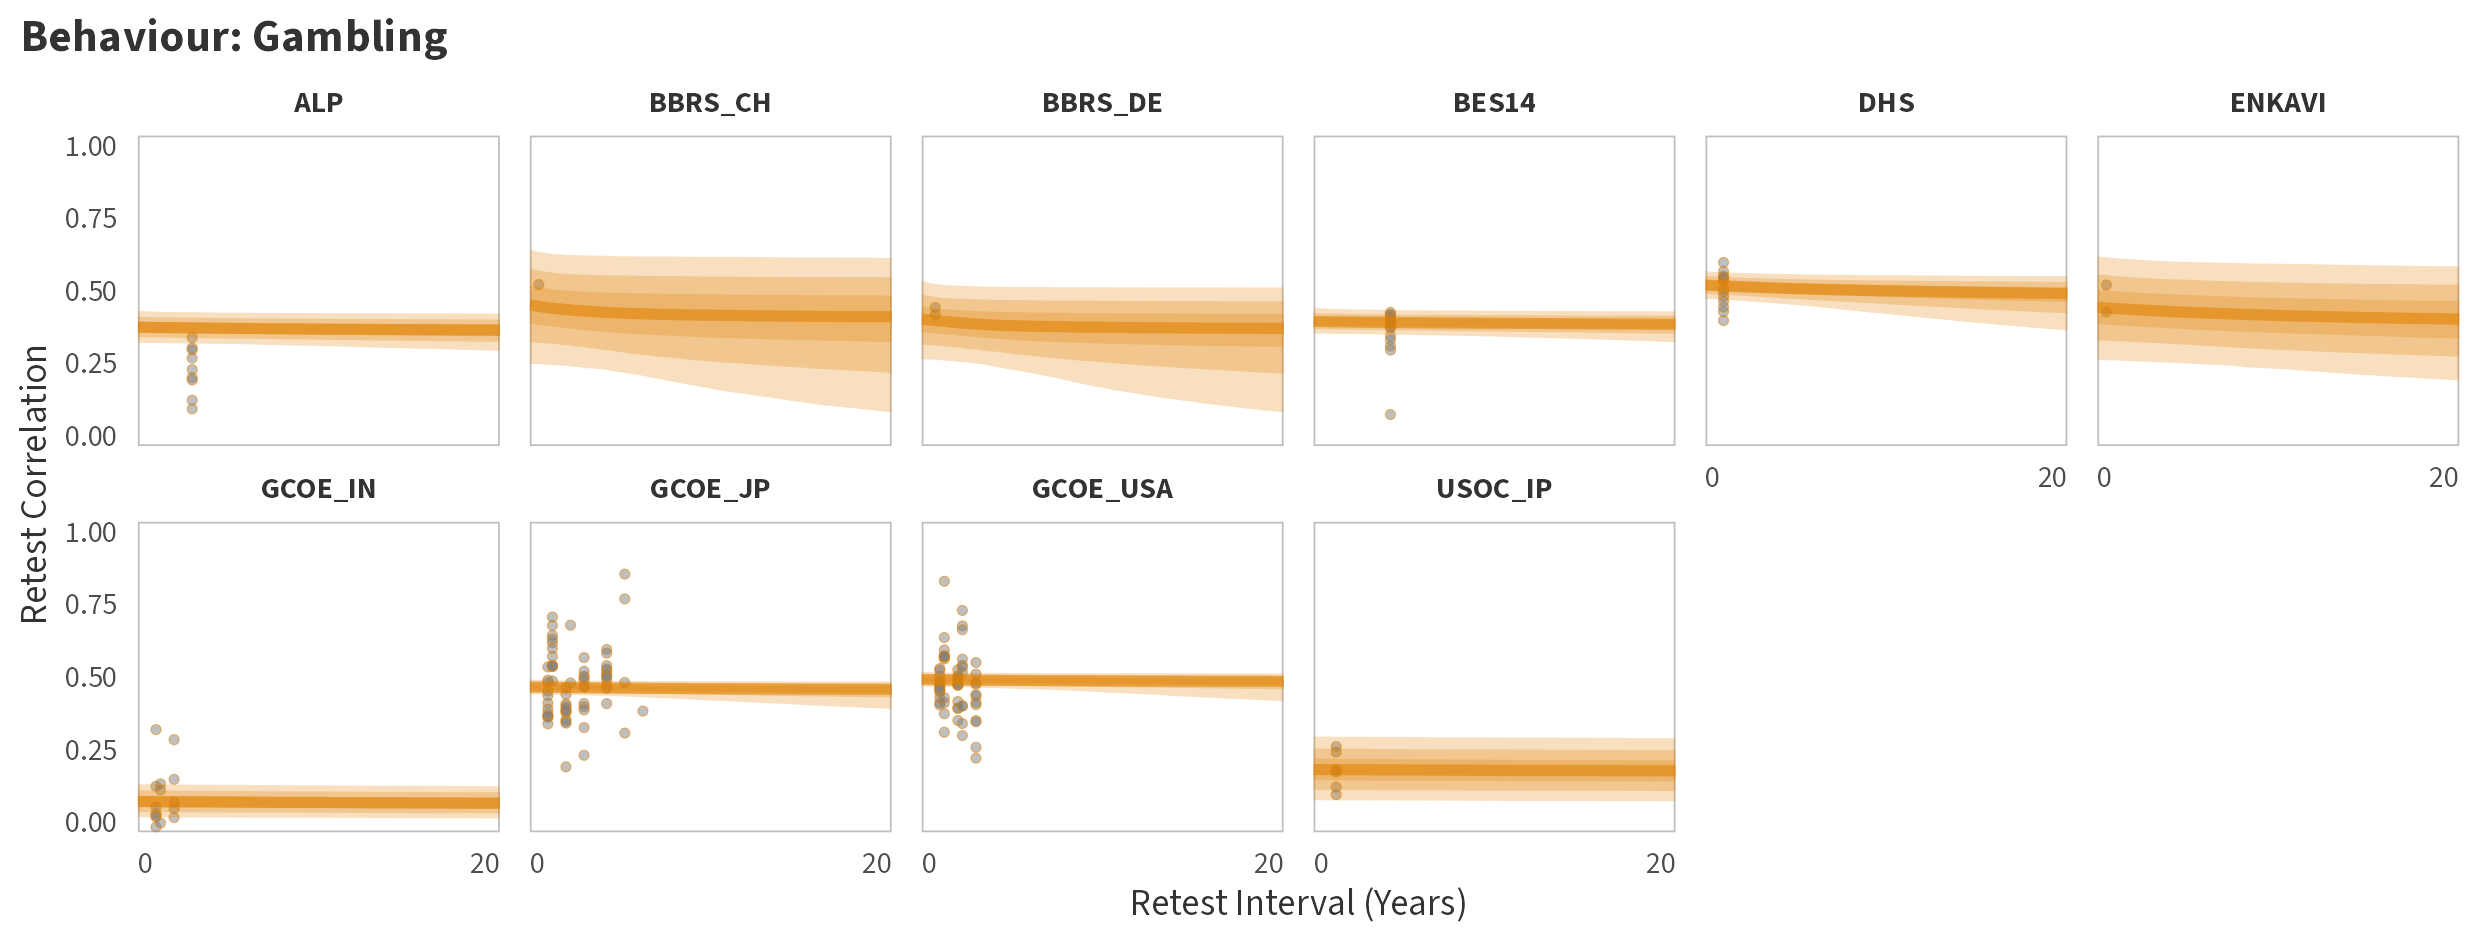 Behaviour: Gambling
ALP BBRS_CH BBRS_DE BES14 DHS ENKAVI
1.00
0.75
0.50
0.25
0.00
0 20 0 20
GCOE_IN GCOE_JP GCOE_USA USOC_IP
1.00
0.75
0.50
0.25
0.00
0 20 0 20 0 20 0 20
Retest Correlation
Retest Interval (Years)